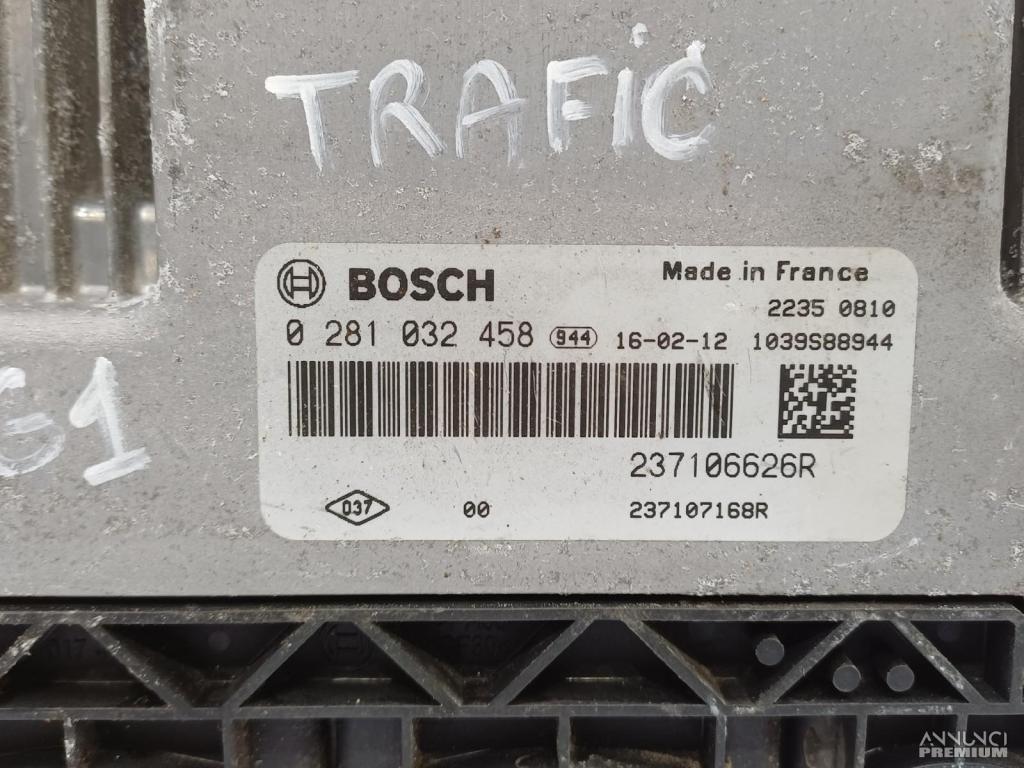 TRAFIC
BOSCH
Made in France
2235 0810
0 281 032 458 944 16-02-12 1039S88944
G1
237106626R
037 00 237107168R
ANNUNCI
PREMIUM